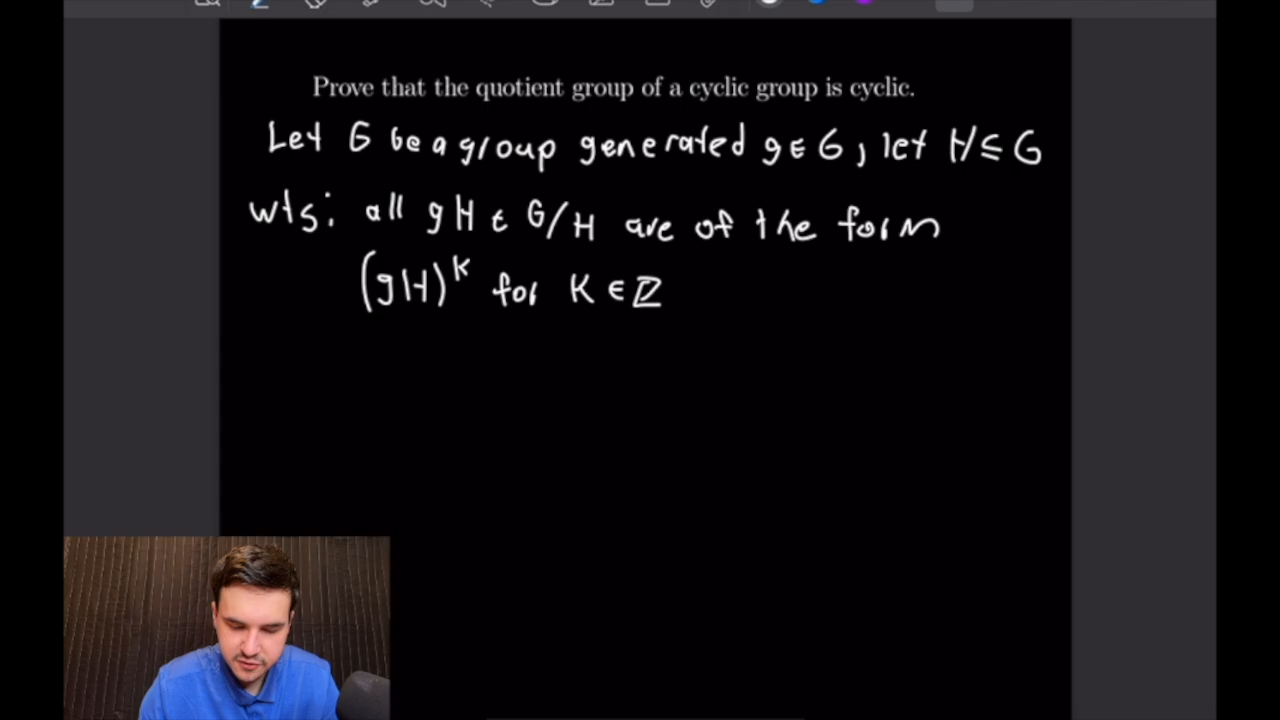 Prove that the quotient group of a cyclic group is cyclic.
Let G be a group generated g ∈ G, let H ≤ G
wts: all gH ∈ G/H are of the form
(gH)^k for K ∈ ℤ